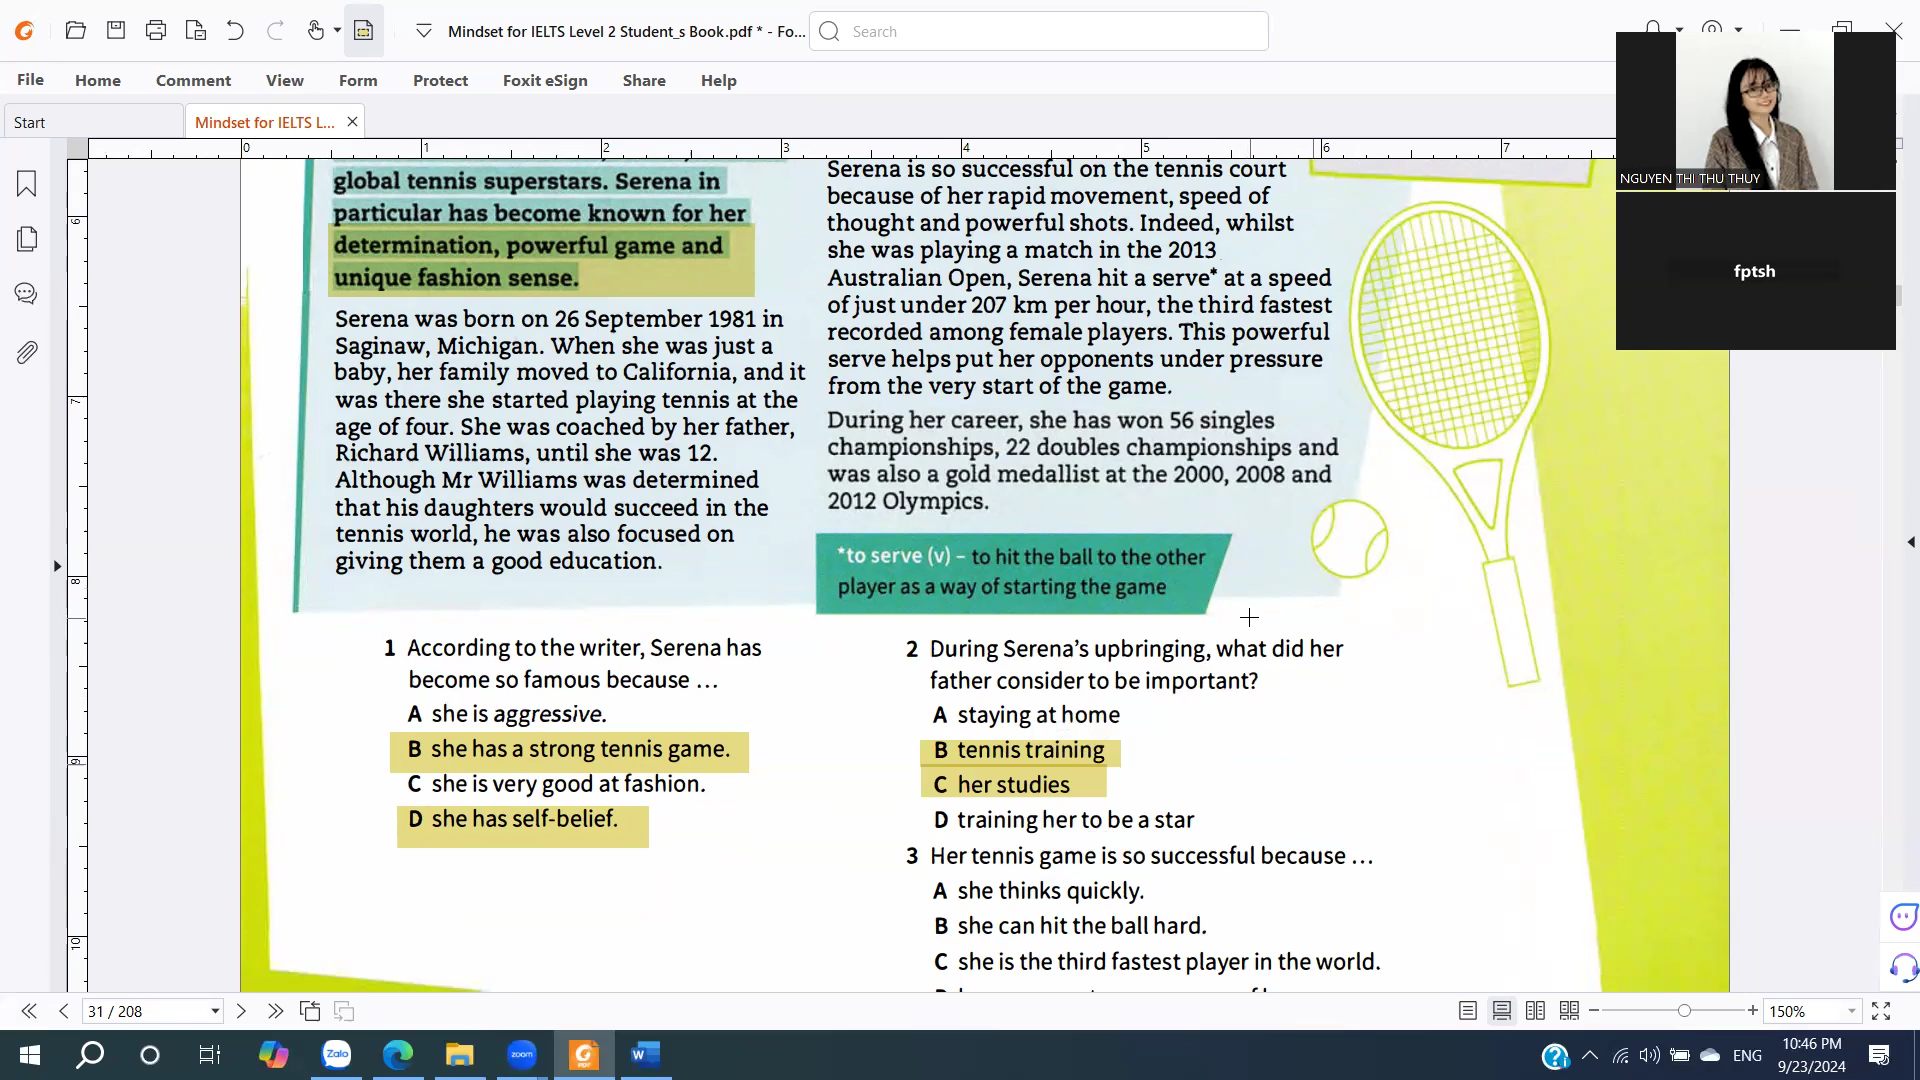 Mindset for IELTS Level 2 Student_s Book.pdf * - Fo...
Search
File
Home
Comment
View
Form
Protect
Foxit eSign
Share
Help
Start
Mindset for IELTS L...
NGUYEN THI THU THUY
fptsh
0 1 2 3 4 5 6 7
6
7
8
9
10
global tennis superstars. Serena in
particular has become known for her
determination, powerful game and
unique fashion sense.
Serena was born on 26 September 1981 in
Saginaw, Michigan. When she was just a
baby, her family moved to California, and it
was there she started playing tennis at the
age of four. She was coached by her father,
Richard Williams, until she was 12.
Although Mr Williams was determined
that his daughters would succeed in the
tennis world, he was also focused on
giving them a good education.
Serena is so successful on the tennis court
because of her rapid movement, speed of
thought and powerful shots. Indeed, whilst
she was playing a match in the 2013
Australian Open, Serena hit a serve* at a speed
of just under 207 km per hour, the third fastest
recorded among female players. This powerful
serve helps put her opponents under pressure
from the very start of the game.
During her career, she has won 56 singles
championships, 22 doubles championships and
was also a gold medallist at the 2000, 2008 and
2012 Olympics.
*to serve (v) – to hit the ball to the other
player as a way of starting the game
1 According to the writer, Serena has
become so famous because …
A she is aggressive.
B she has a strong tennis game.
C she is very good at fashion.
D she has self-belief.
2 During Serena's upbringing, what did her
father consider to be important?
A staying at home
B tennis training
C her studies
D training her to be a star
3 Her tennis game is so successful because …
A she thinks quickly.
B she can hit the ball hard.
C she is the third fastest player in the world.
31 / 208
150%
Zalo
zoom
PDF
W
ENG
10:46 PM
9/23/2024